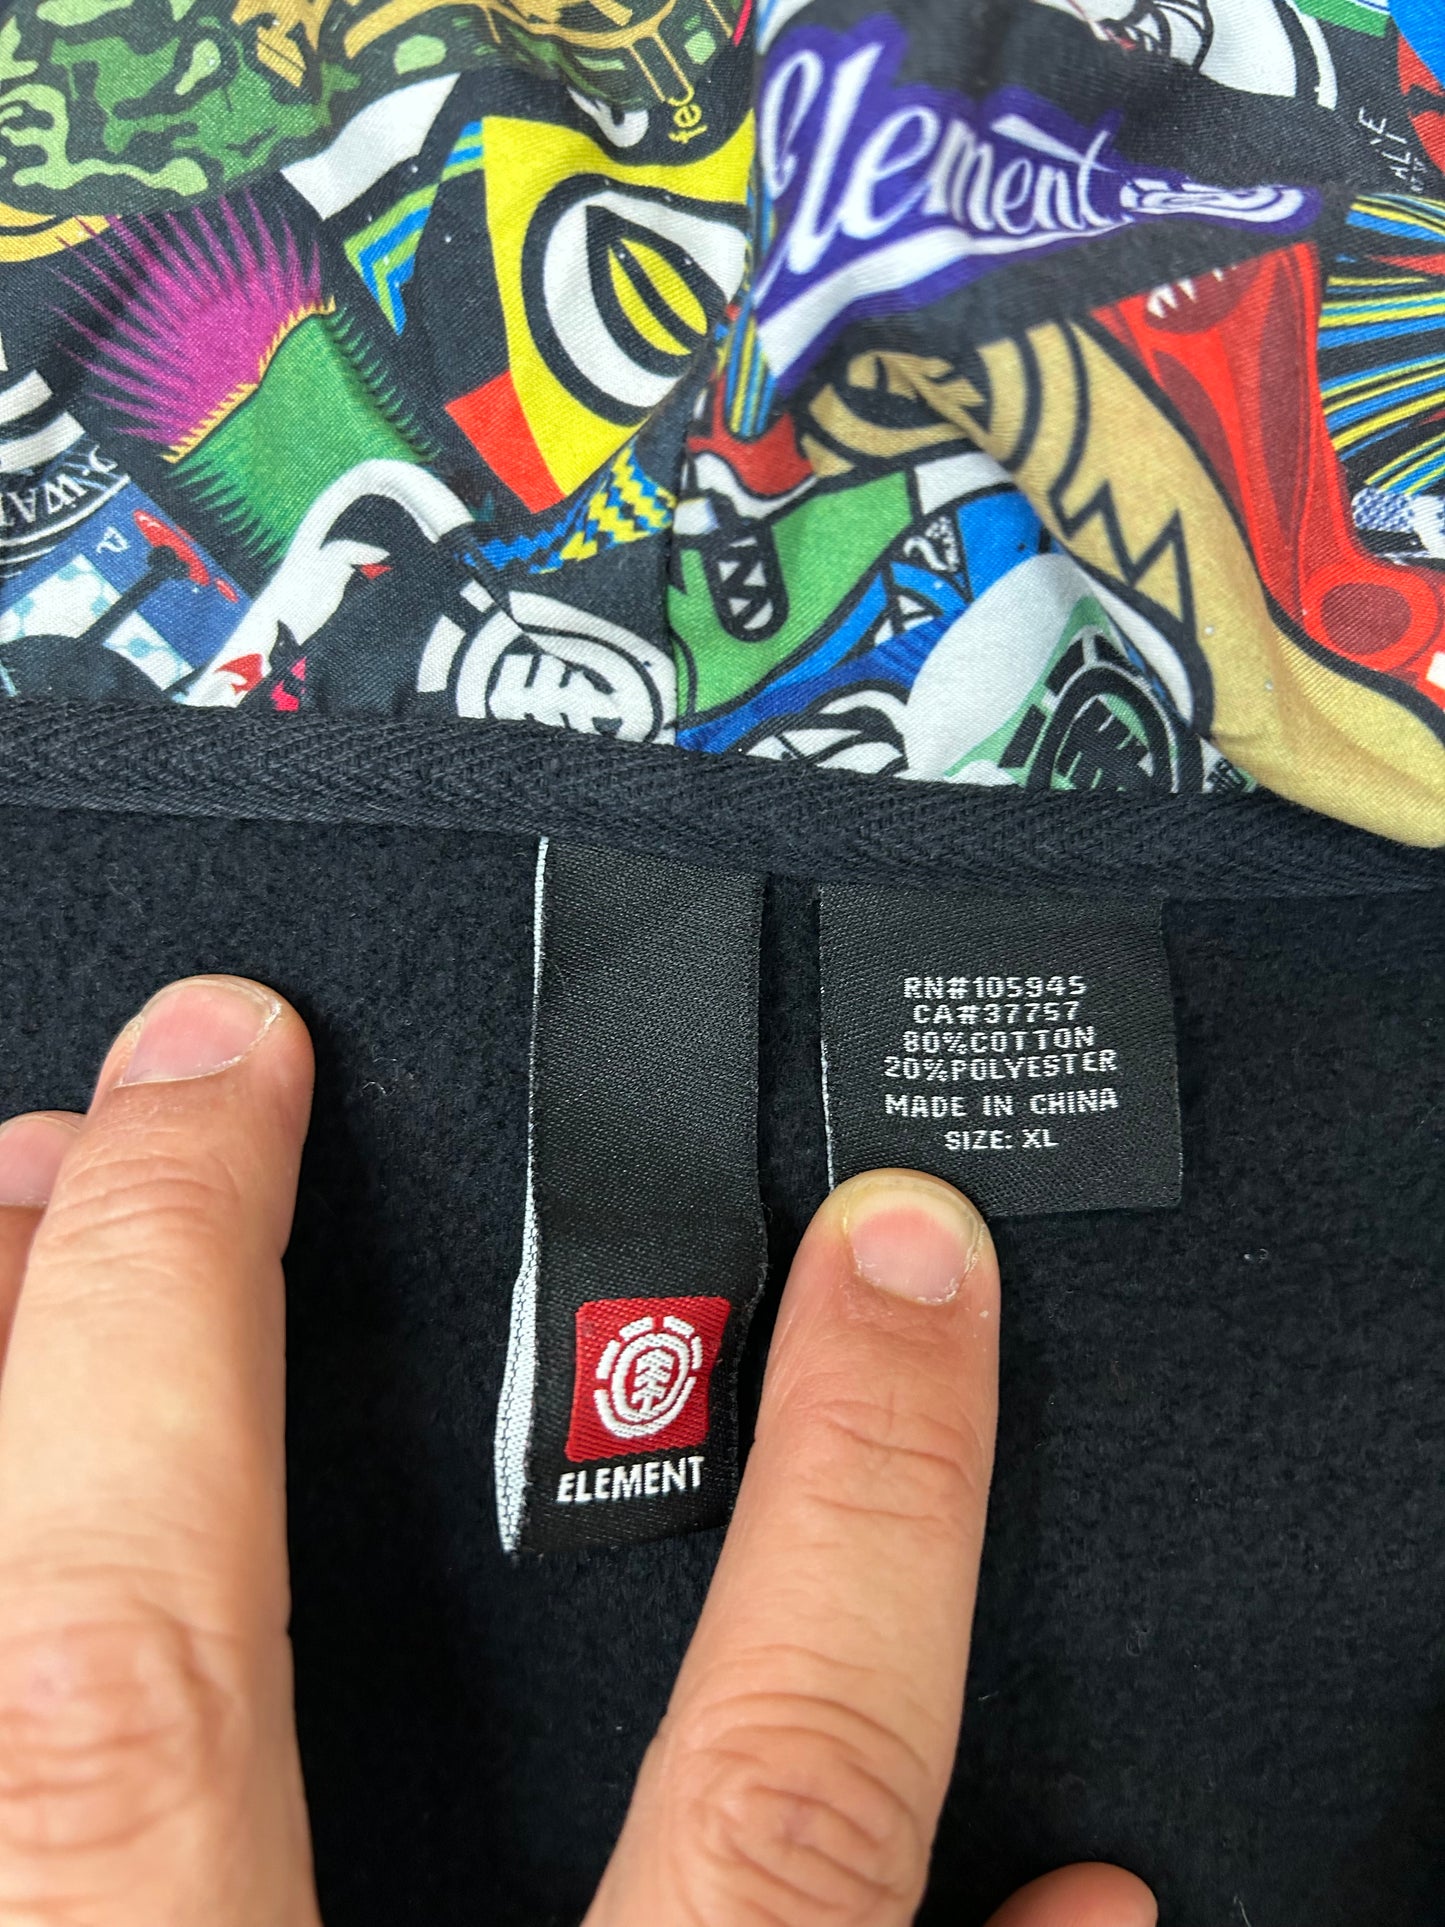 Element
RN#105945
CA#37757
80%COTTON
20%POLYESTER
MADE IN CHINA
SIZE: XL
ELEMENT